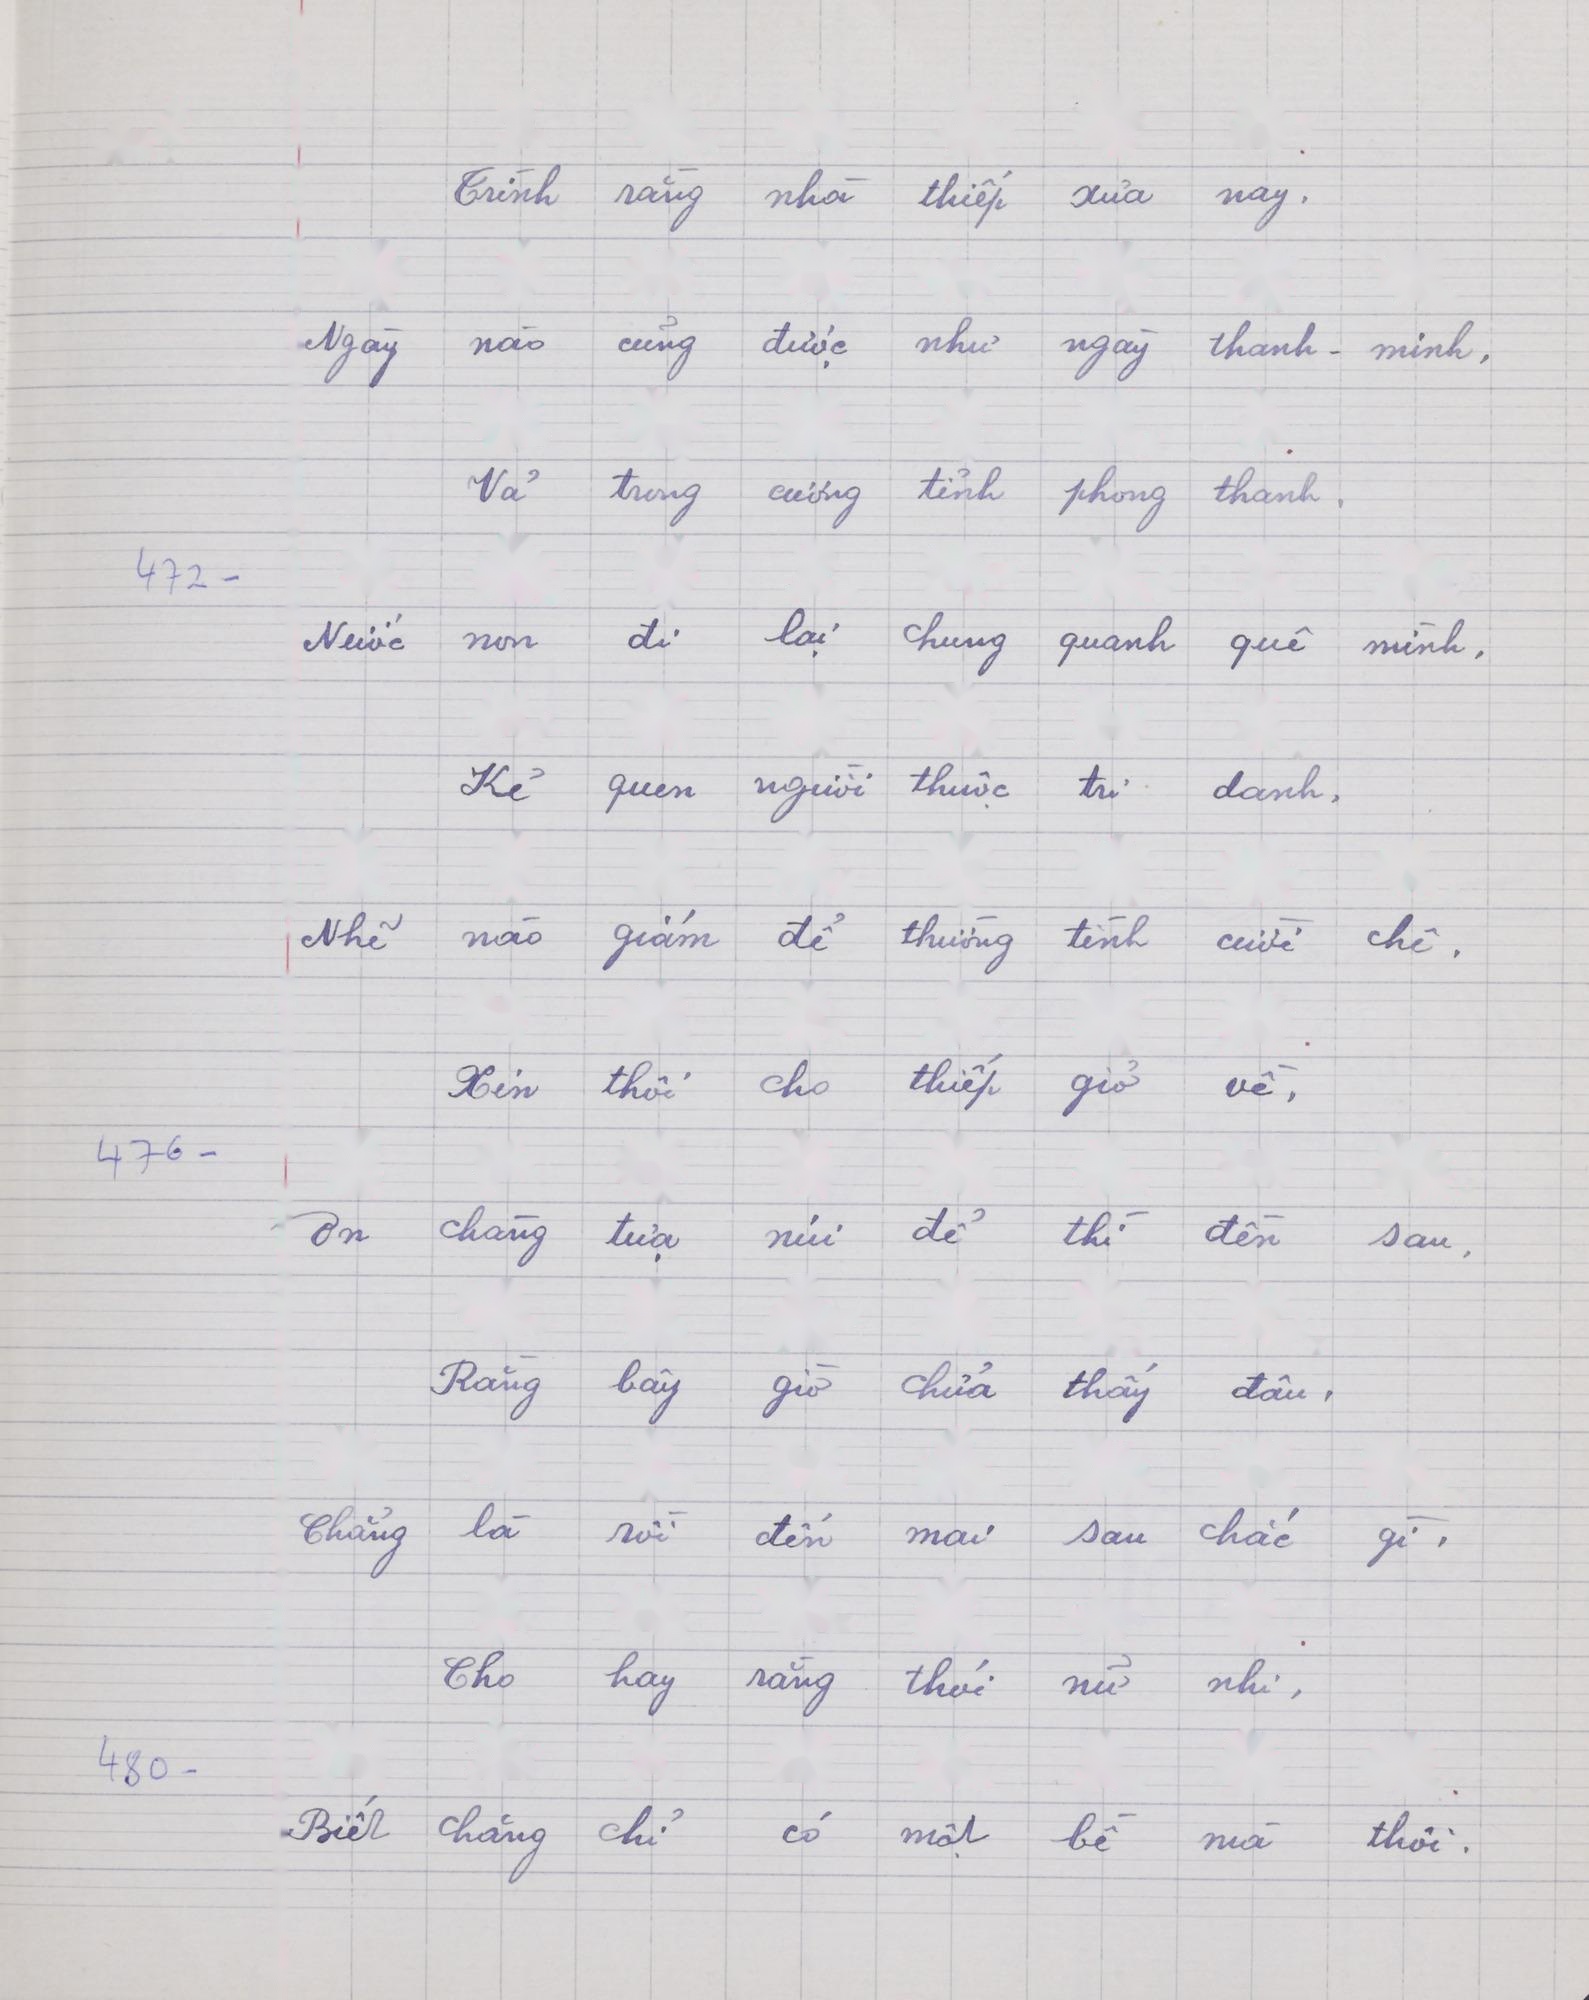 Trình rằng nhà thiếp xưa nay.
Ngày nào cũng được như ngày thanh - minh.
Vả trong cương tỉnh phong thanh.
472 -
Nước non đi lại chung quanh quê mình.
Kẻ quen người thuộc tri danh.
Nhẽ nào giám để thường tình cười chê.
Xin thôi cho thiếp giở về.
476 -
Ơn chàng tựa núi để thì đền sau.
Rằng bây giờ chửa thấy đâu.
Chẳng là rồi đến mai sau chắc gì.
Cho hay rằng thói nữ nhi.
480 -
Biết chăng chỉ có một bề mà thôi.